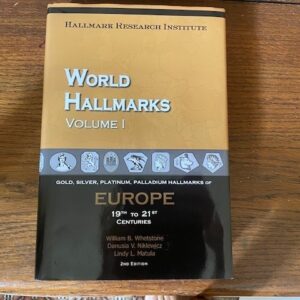 HALLMARK RESEARCH INSTITUTE
WORLD
HALLMARKS
VOLUME I
GOLD, SILVER, PLATINUM, PALLADIUM HALLMARKS OF
EUROPE
19TH TO 21ST
CENTURIES
William B. Whetstone
Danusia V. Niklewicz
Lindy L. Matula
2ND EDITION